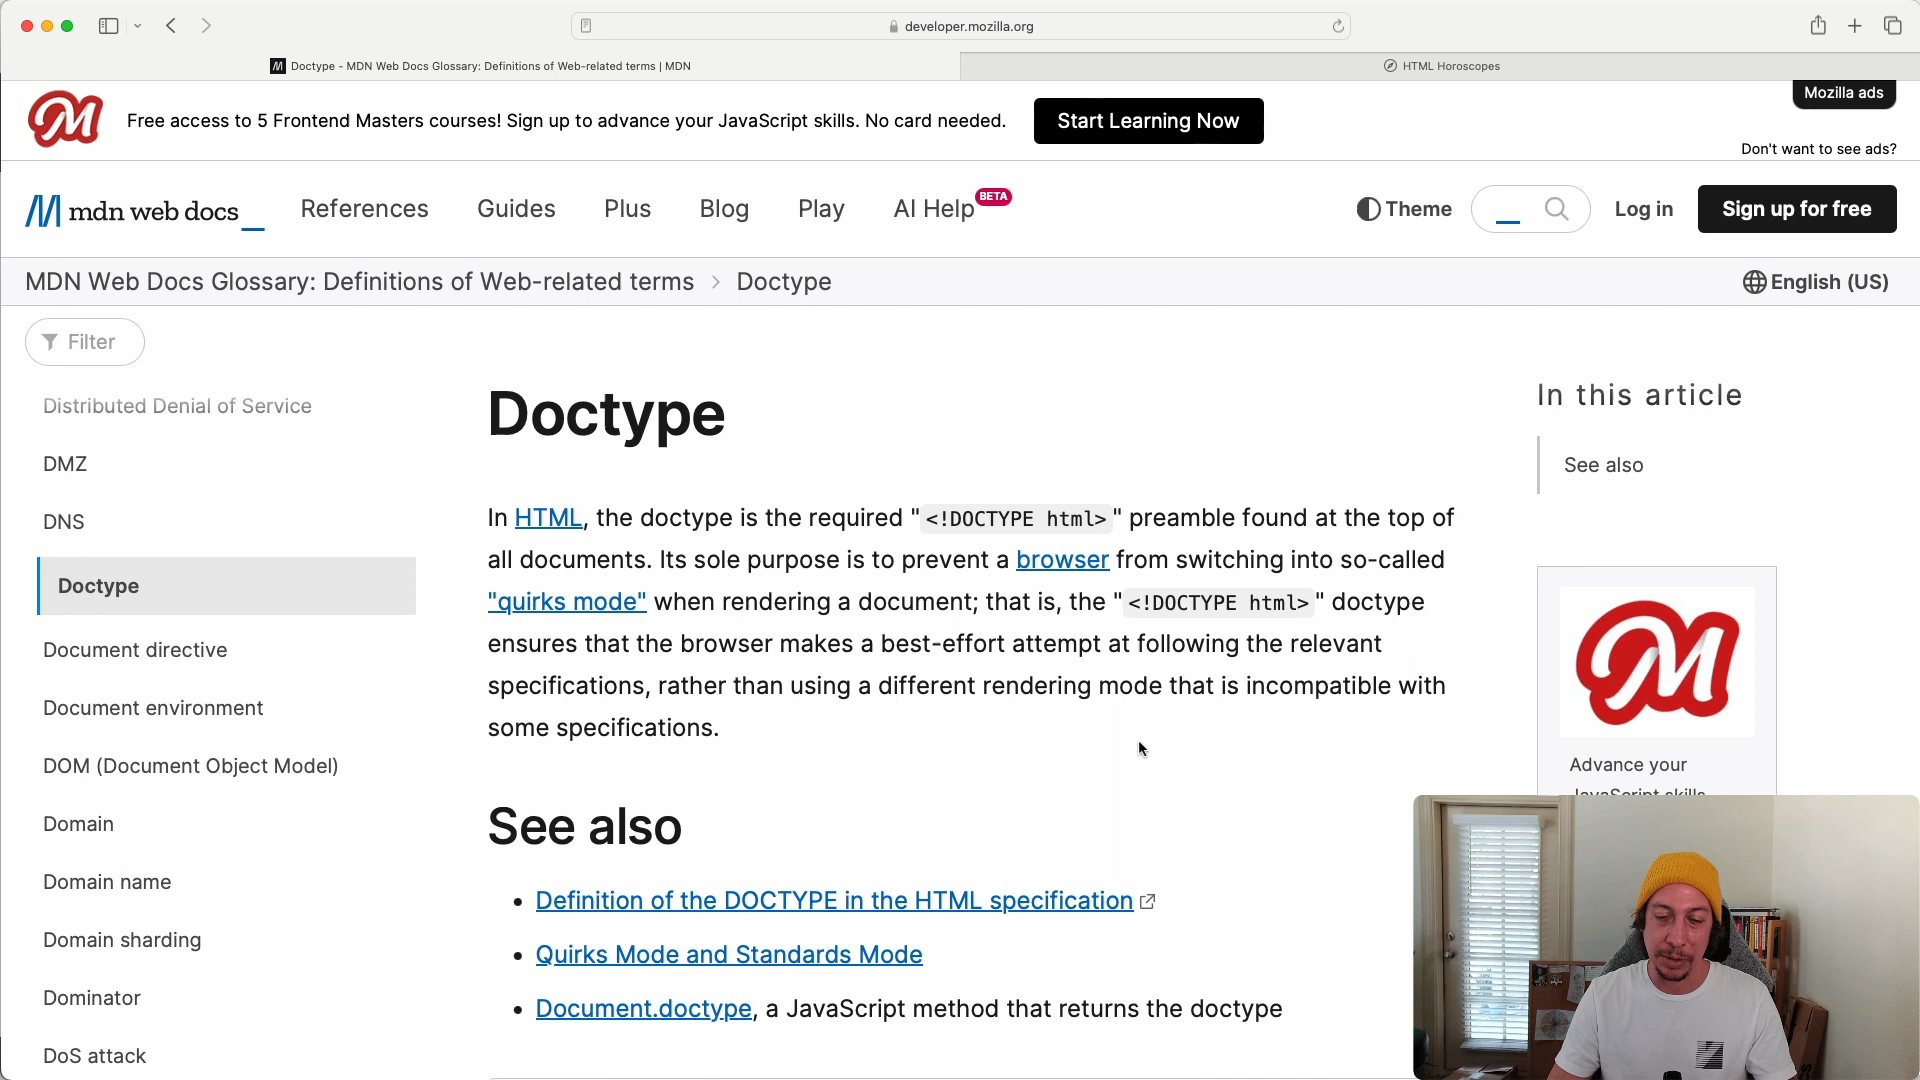 developer.mozilla.org
Doctype - MDN Web Docs Glossary: Definitions of Web-related terms | MDN
HTML Horoscopes
Free access to 5 Frontend Masters courses! Sign up to advance your JavaScript skills. No card needed.
Start Learning Now
Mozilla ads
Don't want to see ads?
mdn web docs
References
Guides
Plus
Blog
Play
AI Help
BETA
Theme
Log in
Sign up for free
MDN Web Docs Glossary: Definitions of Web-related terms > Doctype
English (US)
Filter
Distributed Denial of Service
DMZ
DNS
Doctype
Document directive
Document environment
DOM (Document Object Model)
Domain
Domain name
Domain sharding
Dominator
DoS attack
Doctype
In HTML, the doctype is the required "<!DOCTYPE html>" preamble found at the top of
all documents. Its sole purpose is to prevent a browser from switching into so-called
"quirks mode" when rendering a document; that is, the "<!DOCTYPE html>" doctype
ensures that the browser makes a best-effort attempt at following the relevant
specifications, rather than using a different rendering mode that is incompatible with
some specifications.
See also
• Definition of the DOCTYPE in the HTML specification
• Quirks Mode and Standards Mode
• Document.doctype, a JavaScript method that returns the doctype
In this article
See also
Advance your
JavaScript skills